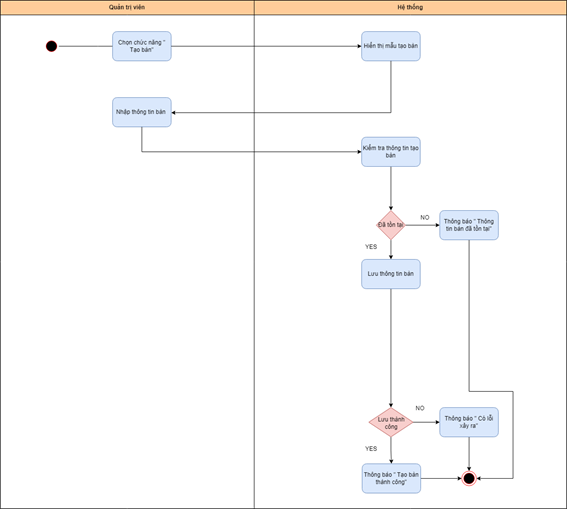 Quản trị viên
Hệ thống
Chọn chức năng "
Tạo bàn"
Hiển thị mẫu tạo bàn
Nhập thông tin bàn
Kiểm tra thông tin tạo
bàn
Đã tồn tại
NO
Thông báo " Thông
tin bàn đã tồn tại"
YES
Lưu thông tin bàn
Lưu thành
công
NO
Thông báo " Có lỗi
xảy ra"
YES
Thông báo " Tạo bàn
thành công"